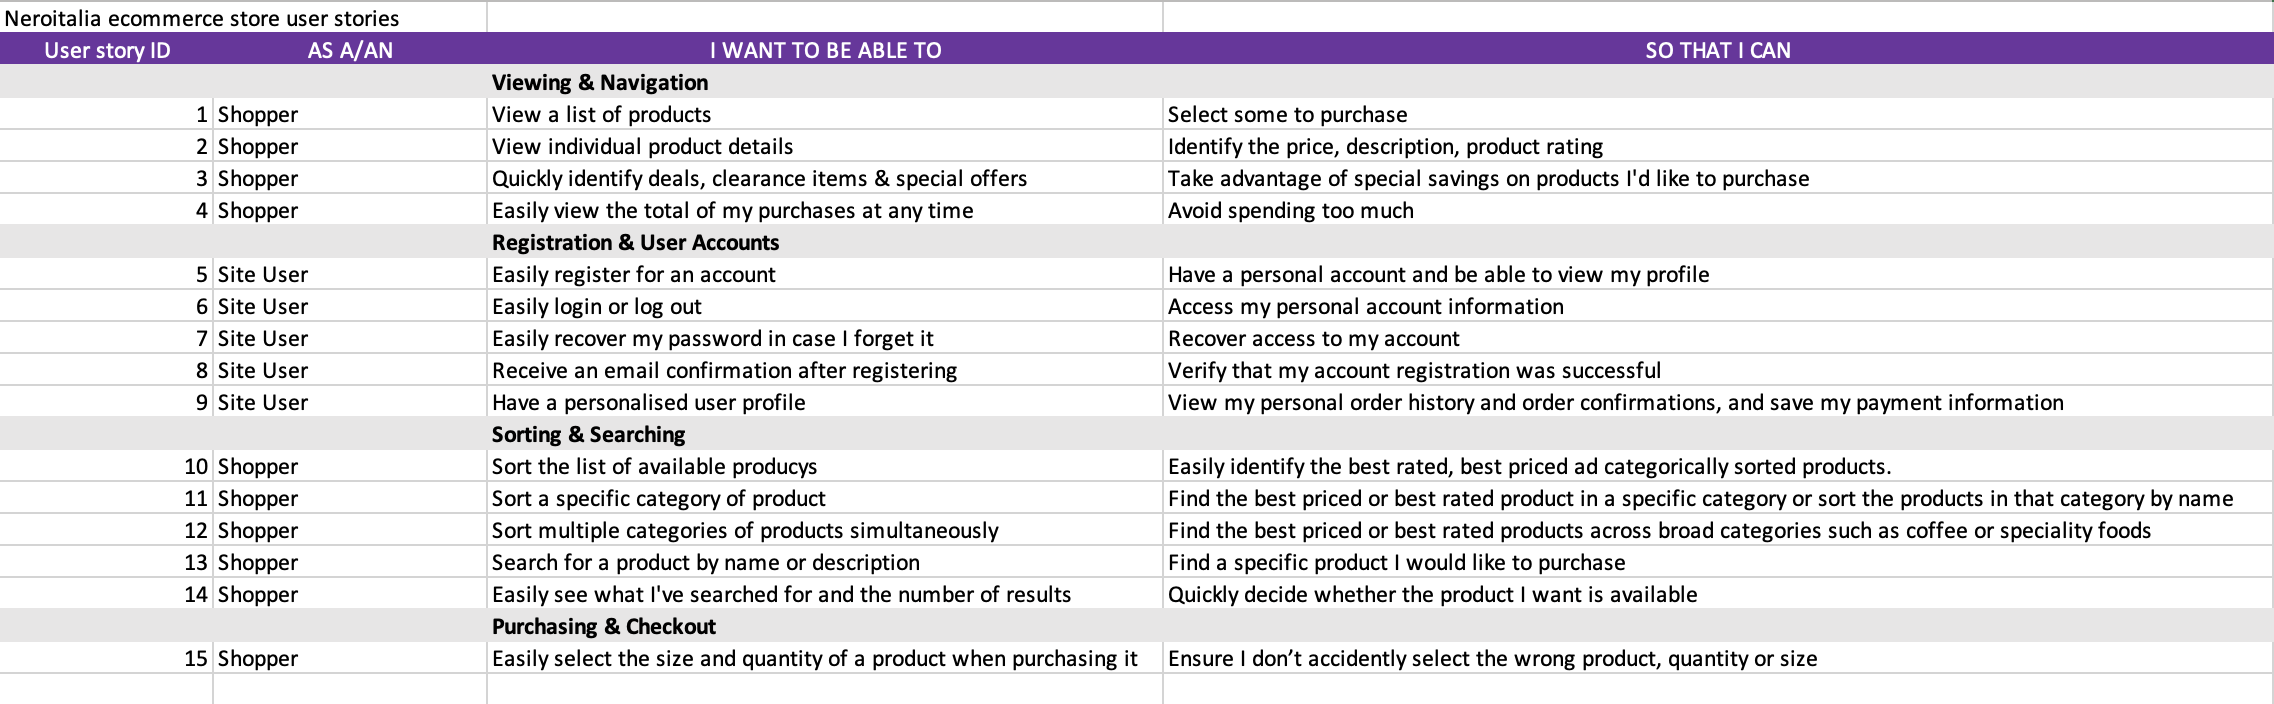 Neroitalia ecommerce store user stories
User story ID AS A/AN I WANT TO BE ABLE TO SO THAT I CAN
Viewing & Navigation
1 Shopper View a list of products Select some to purchase
2 Shopper View individual product details Identify the price, description, product rating
3 Shopper Quickly identify deals, clearance items & special offers Take advantage of special savings on products I'd like to purchase
4 Shopper Easily view the total of my purchases at any time Avoid spending too much
Registration & User Accounts
5 Site User Easily register for an account Have a personal account and be able to view my profile
6 Site User Easily login or log out Access my personal account information
7 Site User Easily recover my password in case I forget it Recover access to my account
8 Site User Receive an email confirmation after registering Verify that my account registration was successful
9 Site User Have a personalised user profile View my personal order history and order confirmations, and save my payment information
Sorting & Searching
10 Shopper Sort the list of available producys Easily identify the best rated, best priced ad categorically sorted products.
11 Shopper Sort a specific category of product Find the best priced or best rated product in a specific category or sort the products in that category by name
12 Shopper Sort multiple categories of products simultaneously Find the best priced or best rated products across broad categories such as coffee or speciality foods
13 Shopper Search for a product by name or description Find a specific product I would like to purchase
14 Shopper Easily see what I've searched for and the number of results Quickly decide whether the product I want is available
Purchasing & Checkout
15 Shopper Easily select the size and quantity of a product when purchasing it Ensure I don’t accidently select the wrong product, quantity or size